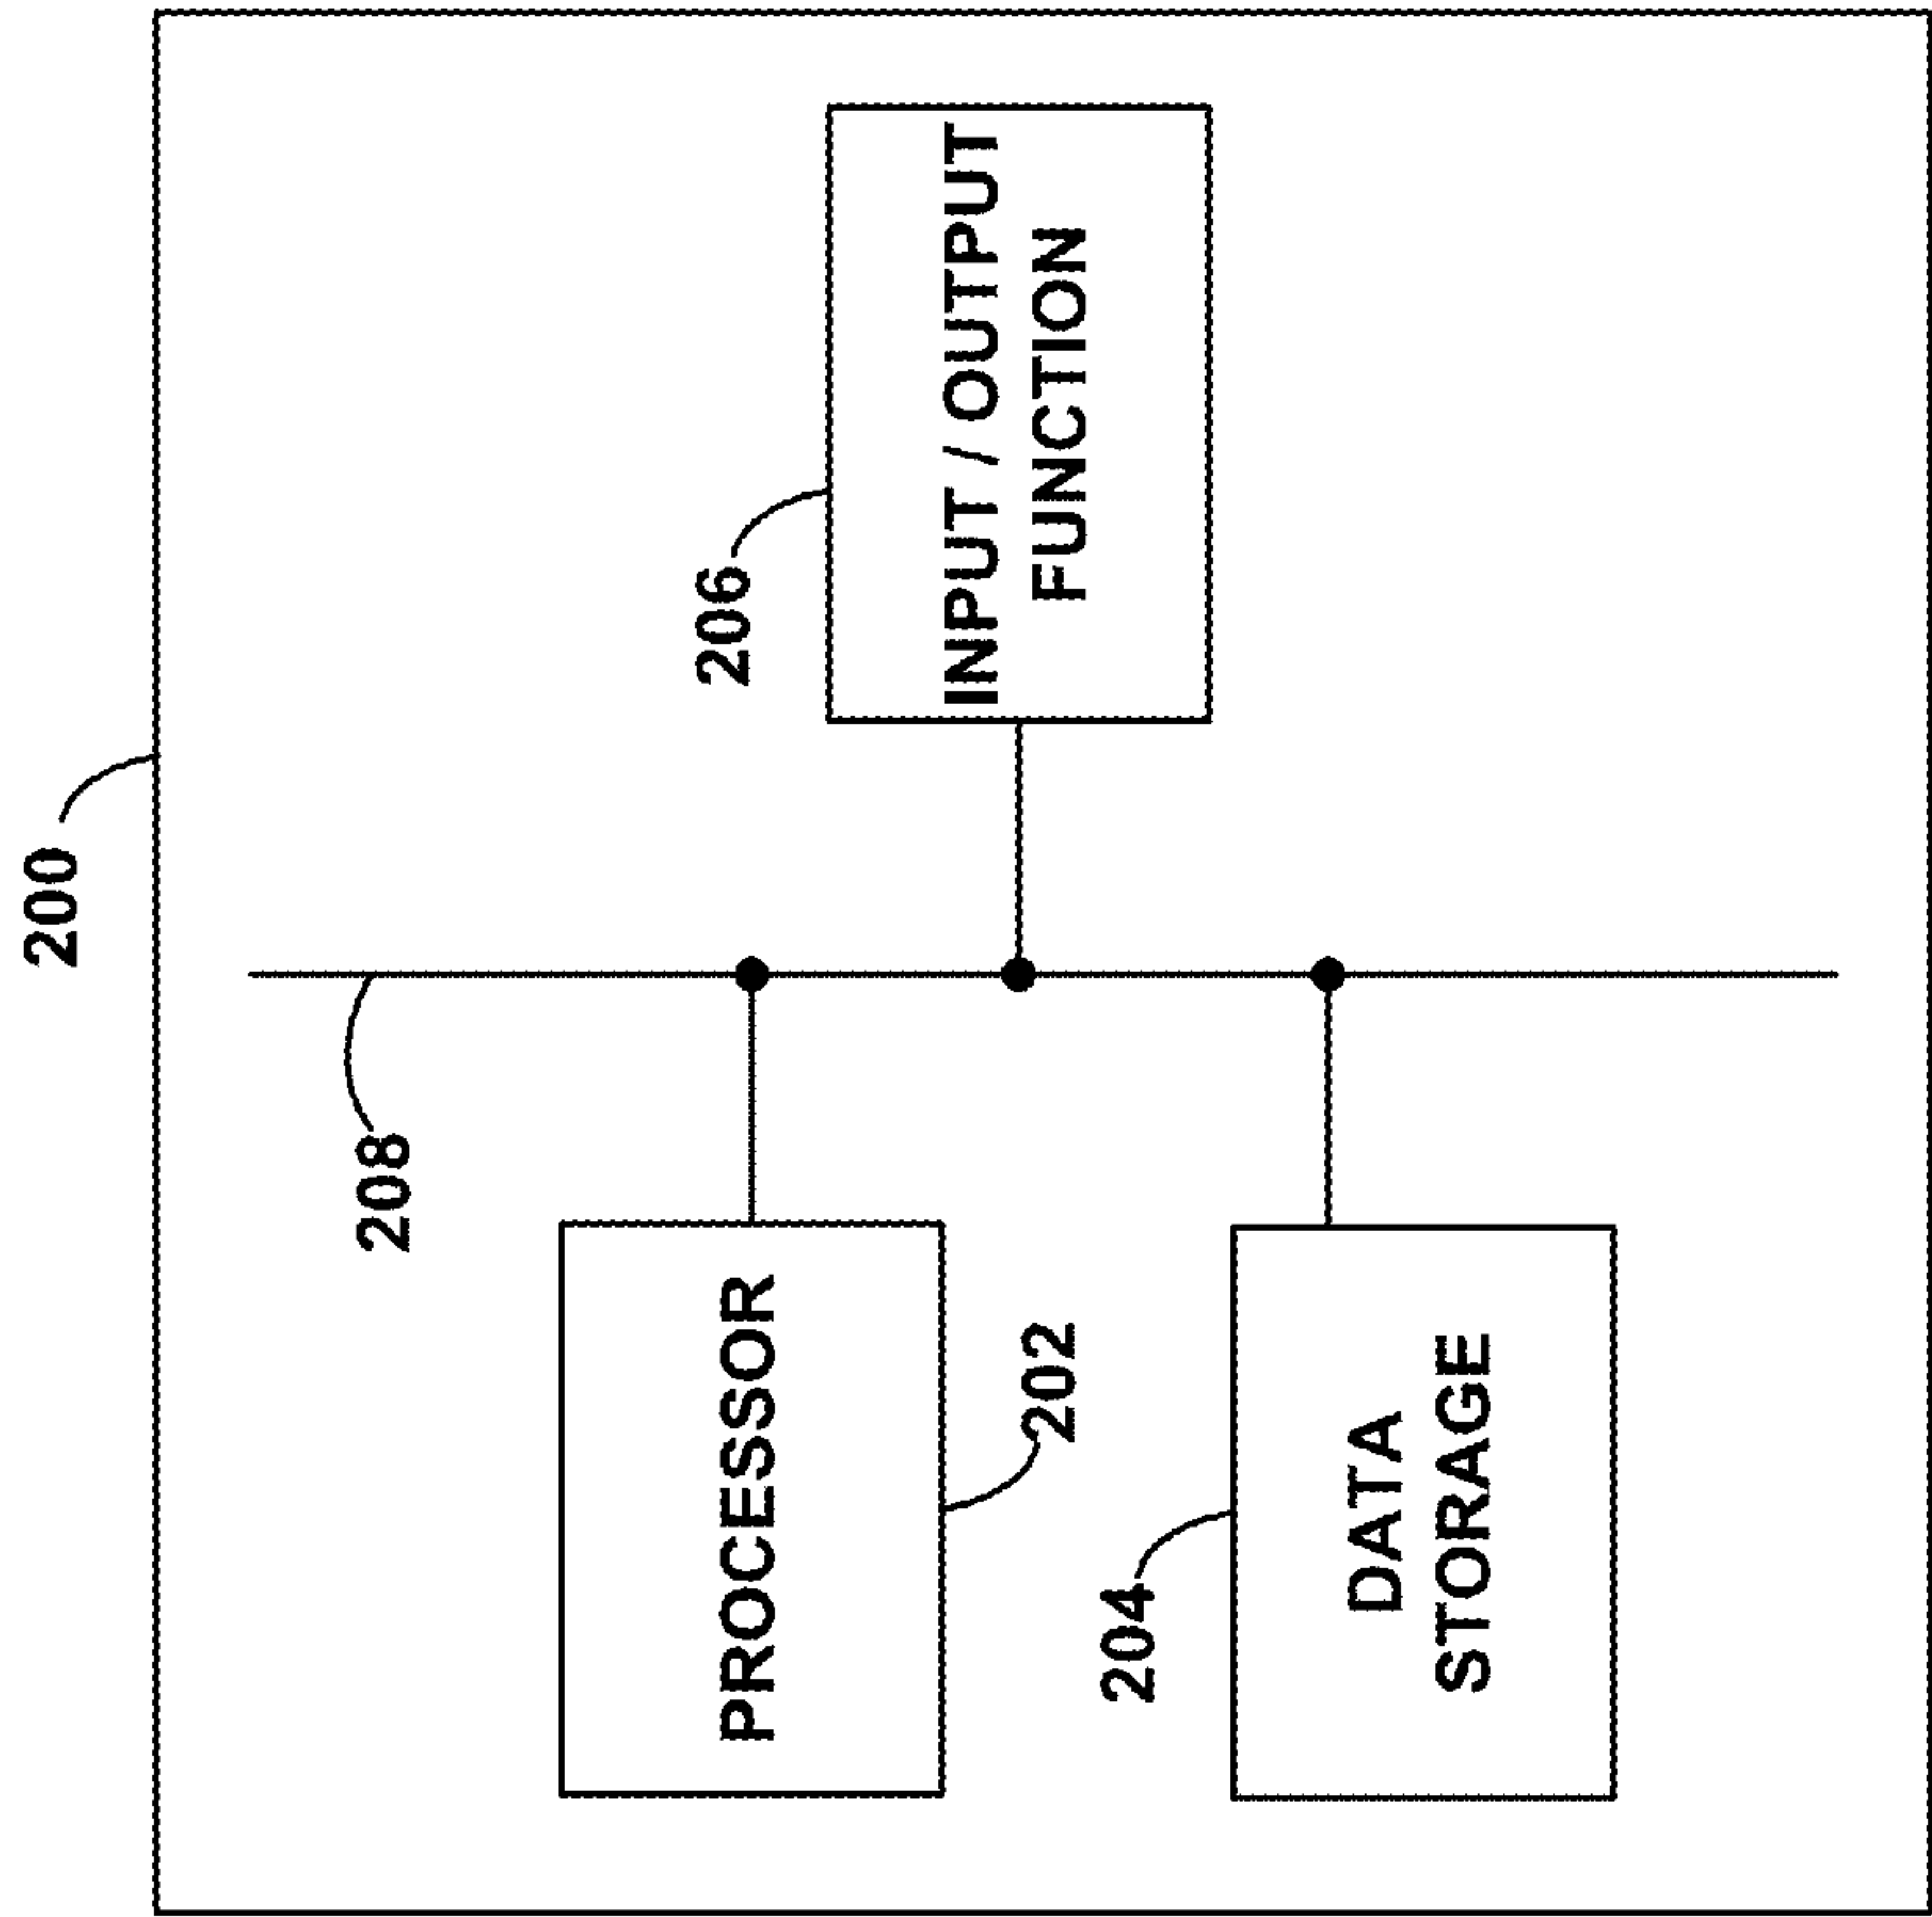 200
208
206
INPUT / OUTPUT
FUNCTION
PROCESSOR
202
204
DATA
STORAGE